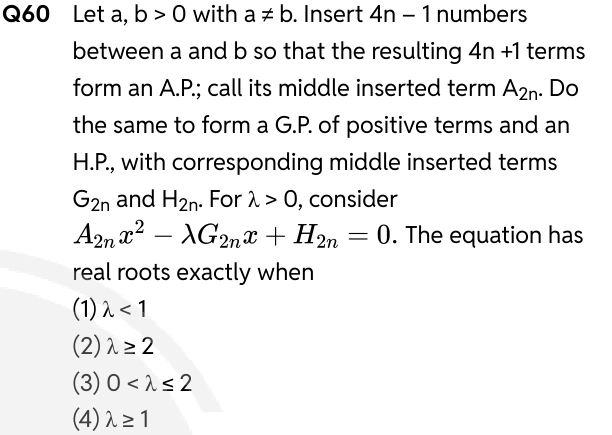 Q60 Let a, b > 0 with a ≠ b. Insert 4n – 1 numbers
between a and b so that the resulting 4n +1 terms
form an A.P.; call its middle inserted term A₂ₙ. Do
the same to form a G.P. of positive terms and an
H.P., with corresponding middle inserted terms
G₂ₙ and H₂ₙ. For λ > 0, consider
A₂ₙx² − λG₂ₙx + H₂ₙ = 0. The equation has
real roots exactly when
(1) λ < 1
(2) λ ≥ 2
(3) 0 < λ ≤ 2
(4) λ ≥ 1